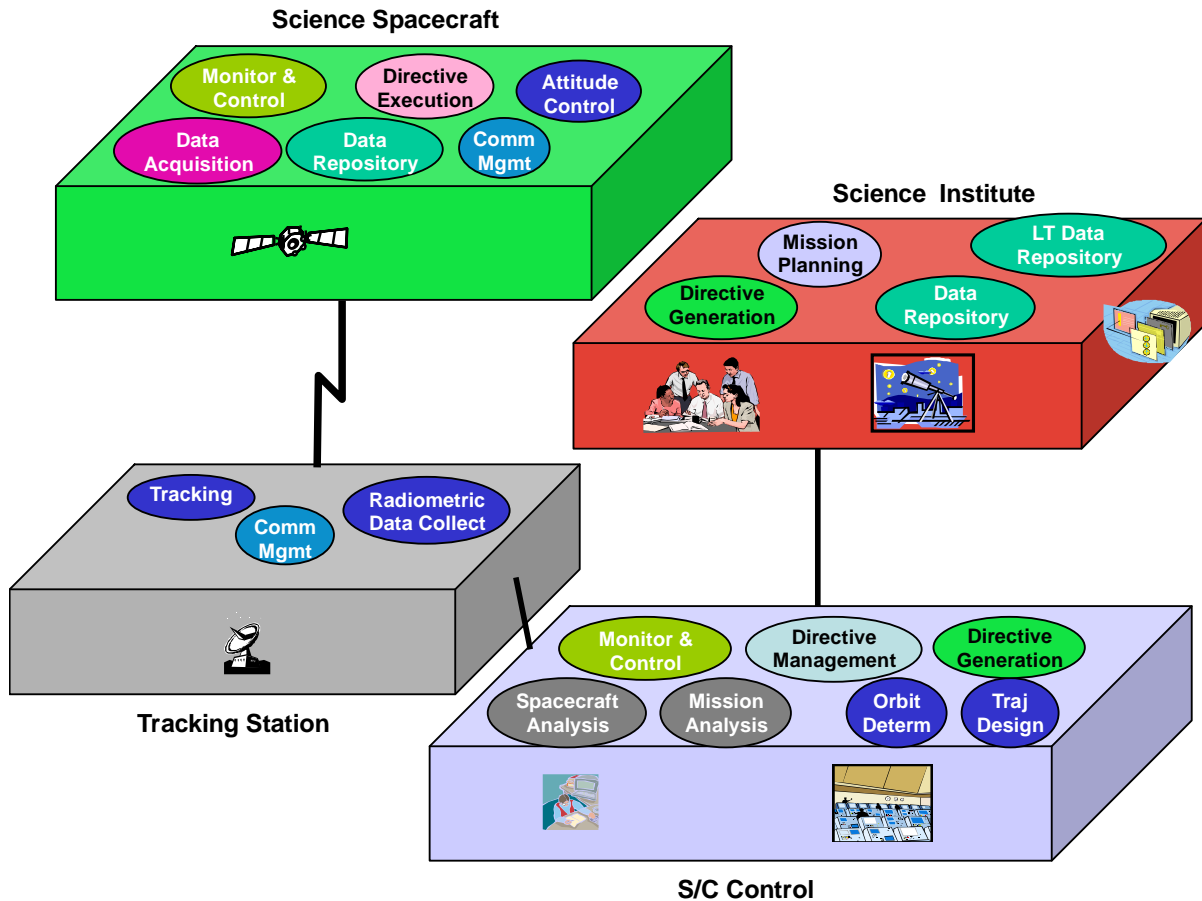 Science Spacecraft
Monitor &
Control
Directive
Execution
Attitude
Control
Data
Acquisition
Data
Repository
Comm
Mgmt
Science Institute
Mission
Planning
LT Data
Repository
Directive
Generation
Data
Repository
Tracking
Comm
Mgmt
Radiometric
Data Collect
Tracking Station
Monitor &
Control
Directive
Management
Directive
Generation
Spacecraft
Analysis
Mission
Analysis
Orbit
Determ
Traj
Design
S/C Control